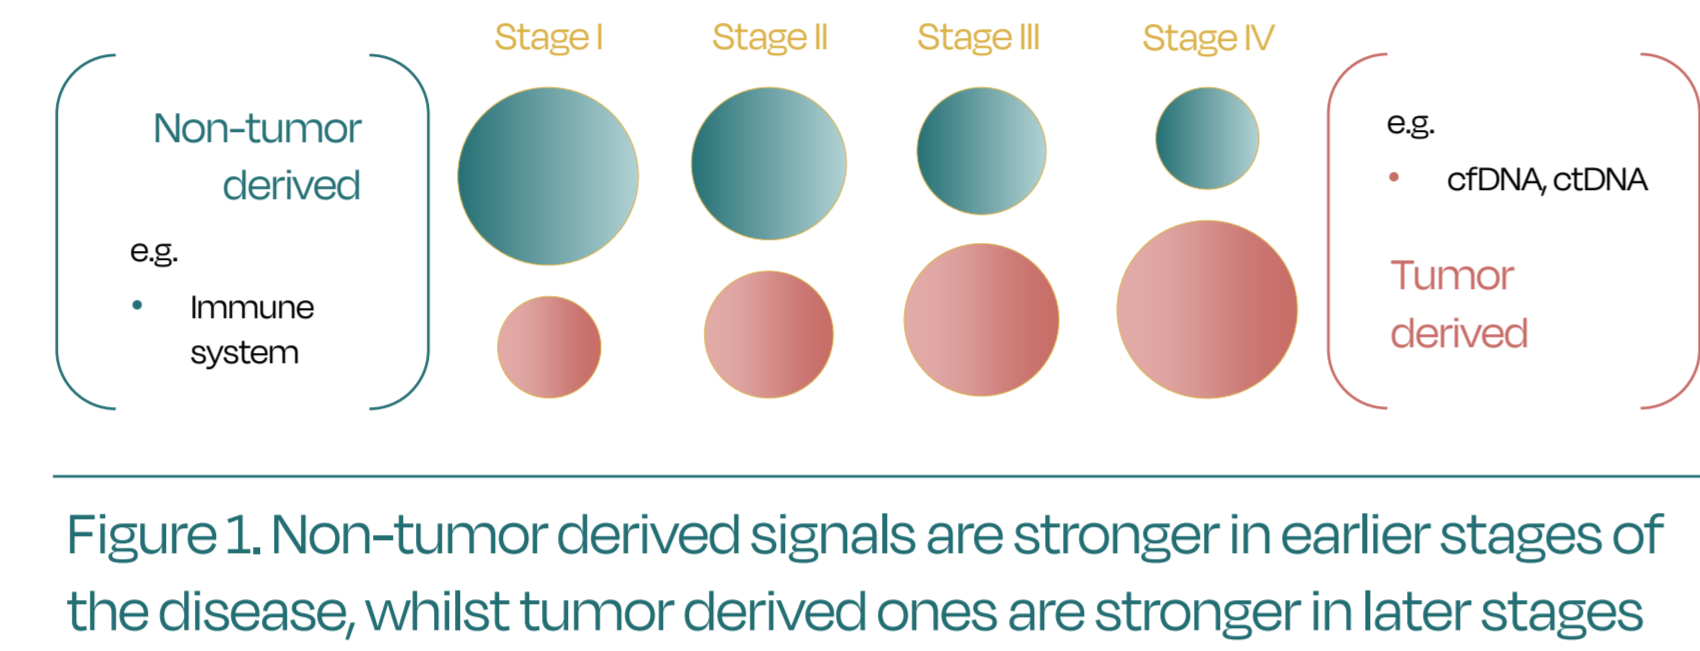 Stage I
Stage II
Stage III
Stage IV
Non-tumor
derived
e.g.
• Immune
system
e.g.
• cfDNA, ctDNA
Tumor
derived
Figure 1. Non-tumor derived signals are stronger in earlier stages of
the disease, whilst tumor derived ones are stronger in later stages